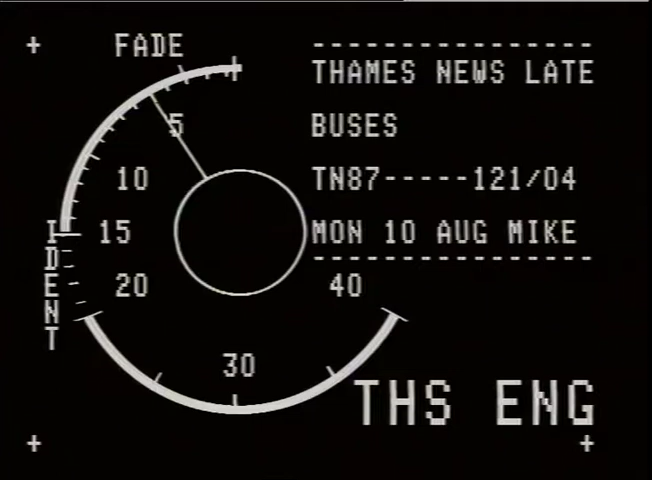 FADE
----------------
THAMES NEWS LATE
5
BUSES
10
TN87-----121/04
IDENT
15
MON 10 AUG MIKE
----------------
20
40
30
THS ENG